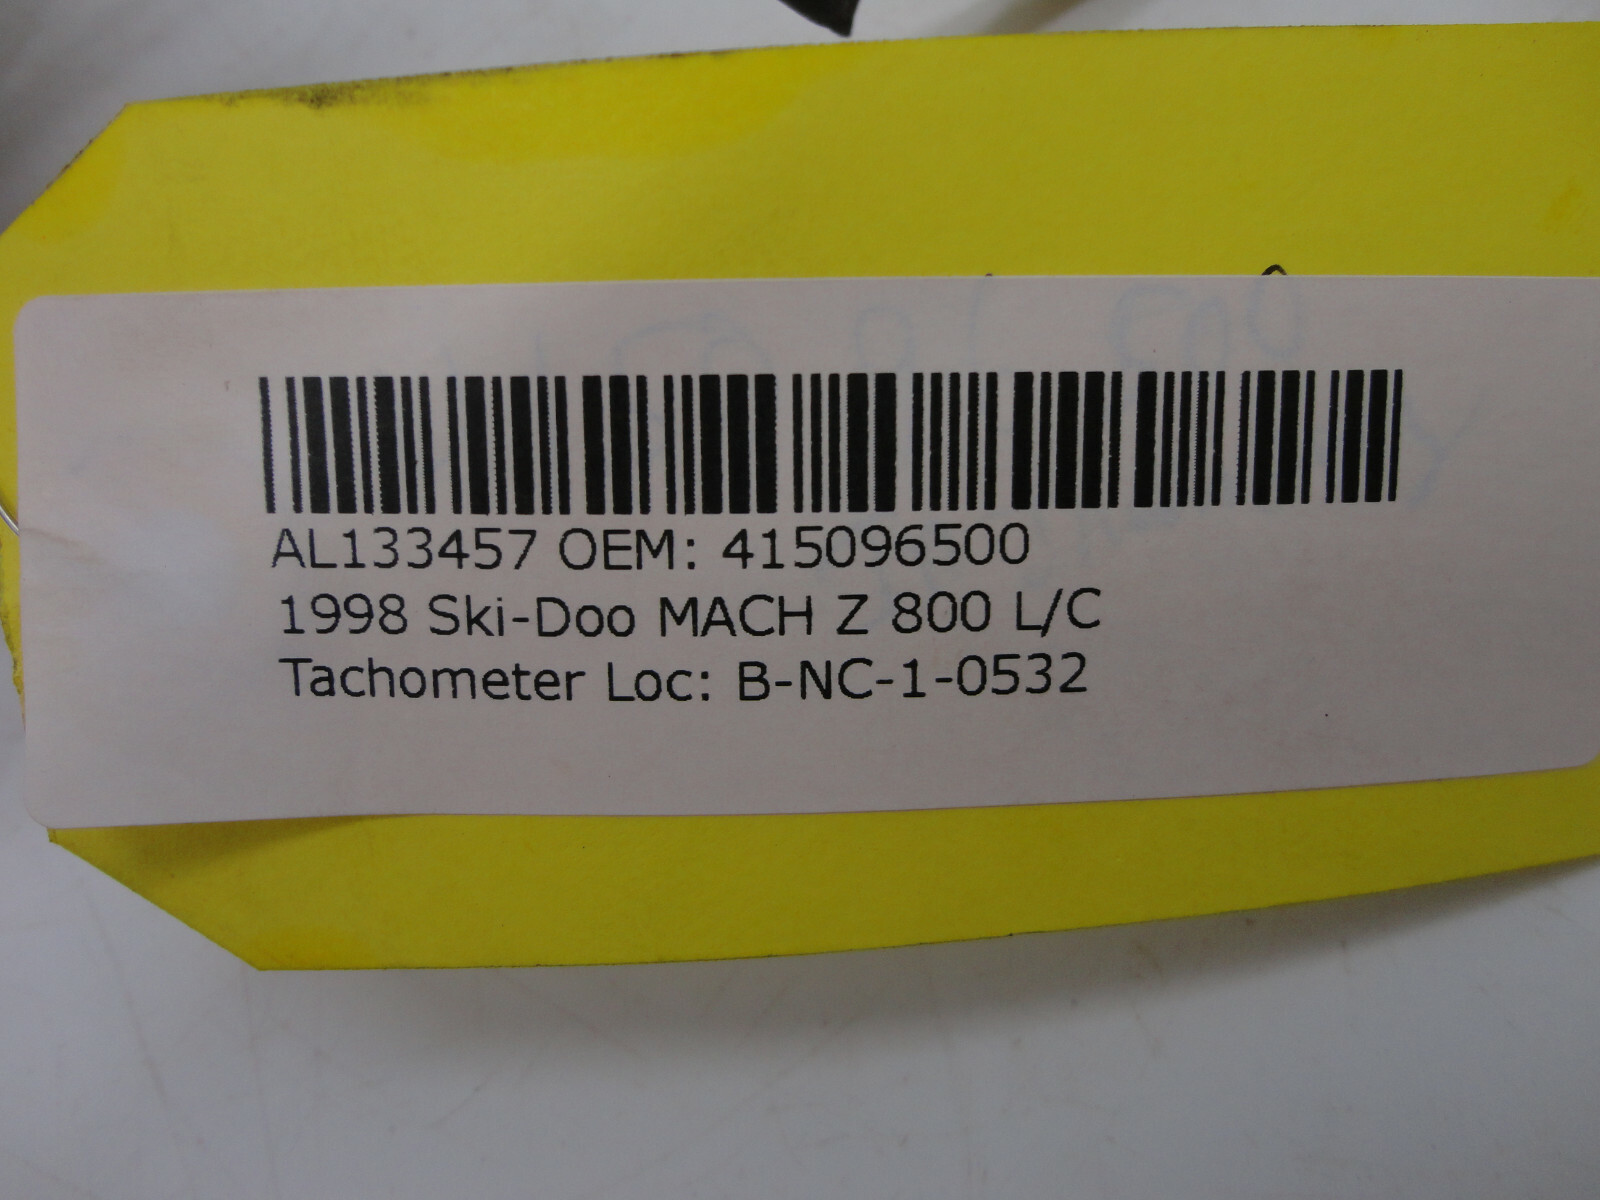 AL133457 OEM: 415096500
1998 Ski-Doo MACH Z 800 L/C
Tachometer Loc: B-NC-1-0532